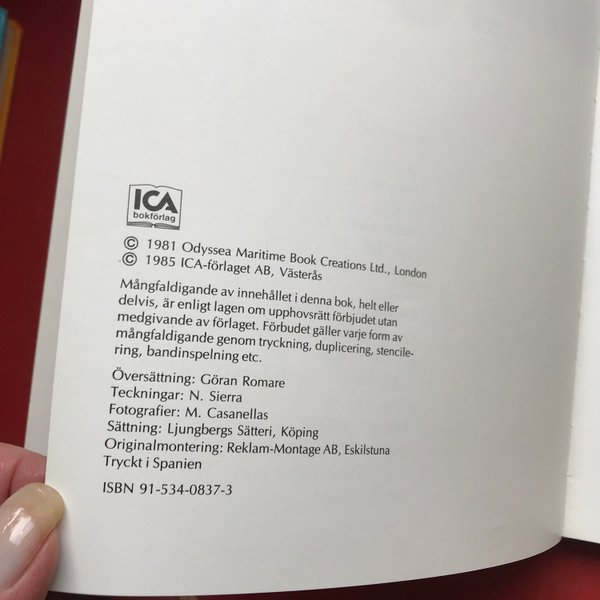 ICA
bokförlag
© 1981 Odyssea Maritime Book Creations Ltd., London
© 1985 ICA-förlaget AB, Västerås
Mångfaldigande av innehållet i denna bok, helt eller
delvis, är enligt lagen om upphovsrätt förbjudet utan
medgivande av förlaget. Förbudet gäller varje form av
mångfaldigande genom tryckning, duplicering, stencile-
ring, bandinspelning etc.
Översättning: Göran Romare
Teckningar: N. Sierra
Fotografier: M. Casanellas
Sättning: Ljungbergs Sätteri, Köping
Originalmontering: Reklam-Montage AB, Eskilstuna
Tryckt i Spanien
ISBN 91-534-0837-3